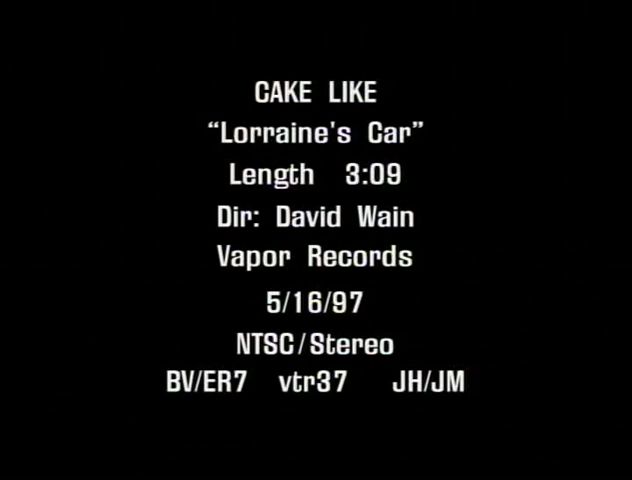 CAKE LIKE
“Lorraine's Car”
Length 3:09
Dir: David Wain
Vapor Records
5/16/97
NTSC/Stereo
BV/ER7 vtr37 JH/JM